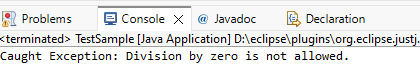 Problems Console @ Javadoc Declaration
<terminated> TestSample [Java Application] D:\eclipse\plugins\org.eclipse.justj.
Caught Exception: Division by zero is not allowed.